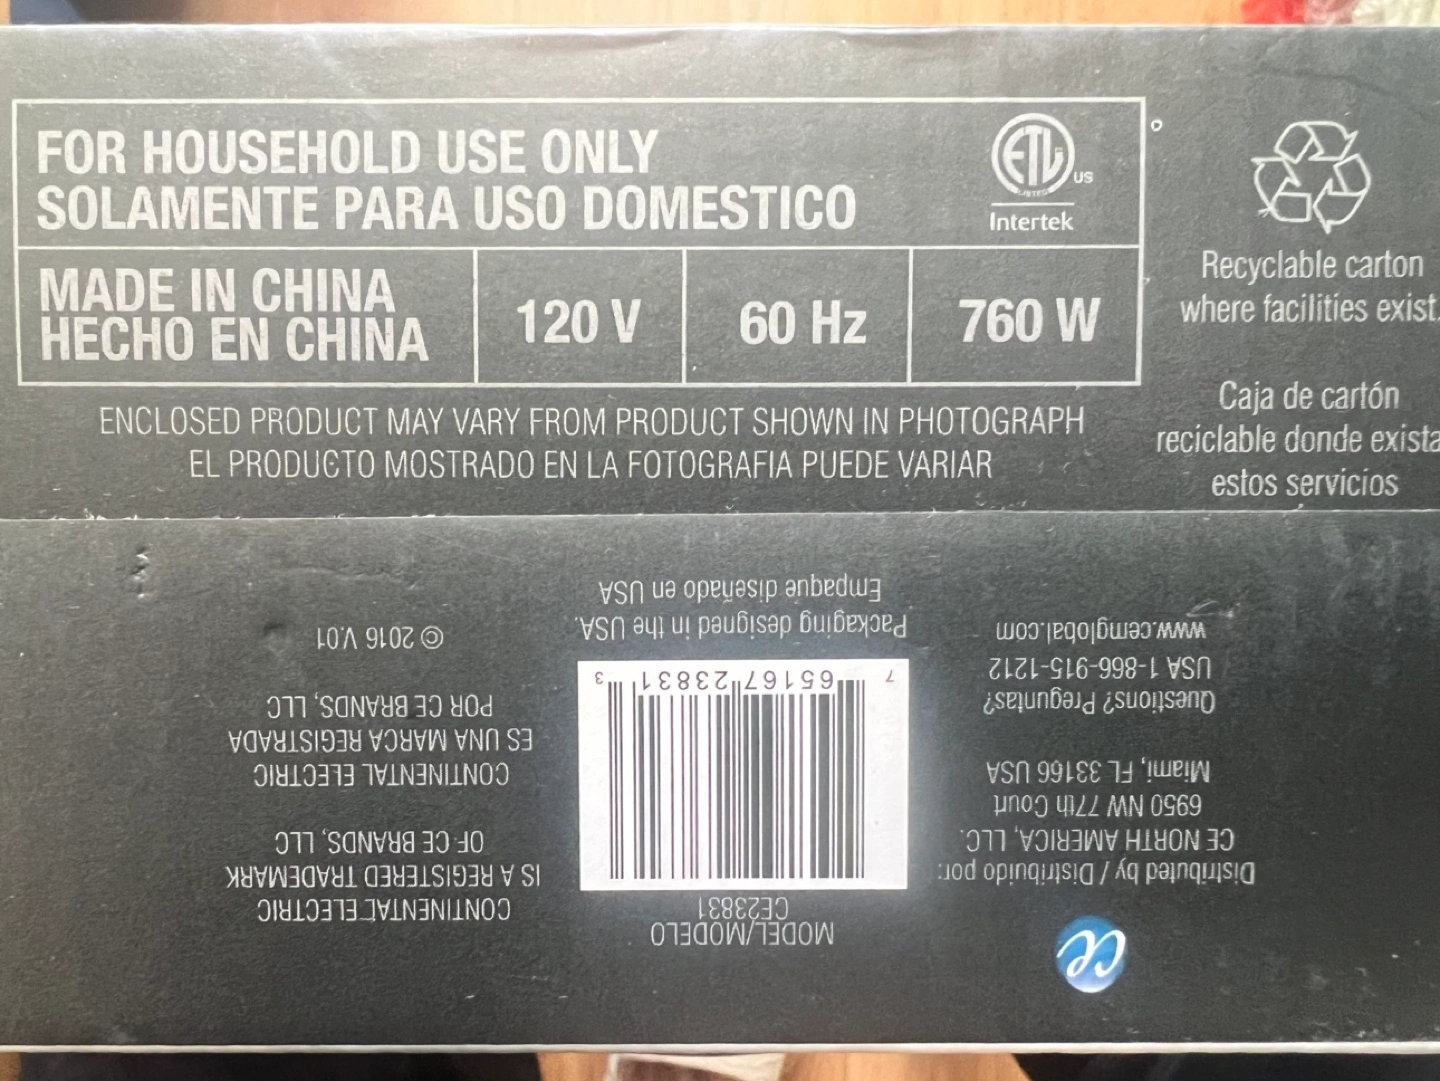 FOR HOUSEHOLD USE ONLY
SOLAMENTE PARA USO DOMESTICO
ETL
LISTED
US
Intertek
MADE IN CHINA
HECHO EN CHINA
120 V
60 Hz
760 W
ENCLOSED PRODUCT MAY VARY FROM PRODUCT SHOWN IN PHOTOGRAPH
EL PRODUCTO MOSTRADO EN LA FOTOGRAFIA PUEDE VARIAR
Recyclable carton
where facilities exist.
Caja de cartón
reciclable donde exista
estos servicios
ce
Distributed by / Distribuido por:
CE NORTH AMERICA, LLC.
6950 NW 77th Court
Miami, FL 33166 USA
Questions? Preguntas?
USA 1-866-915-1212
www.cemglobal.com
MODEL/MODELO
CE23831
7 65167 23831 3
Packaging designed in the USA.
Empaque diseñado en USA
CONTINENTAL ELECTRIC
IS A REGISTERED TRADEMARK
OF CE BRANDS, LLC
CONTINENTAL ELECTRIC
ES UNA MARCA REGISTRADA
POR CE BRANDS, LLC
© 2016 V.01